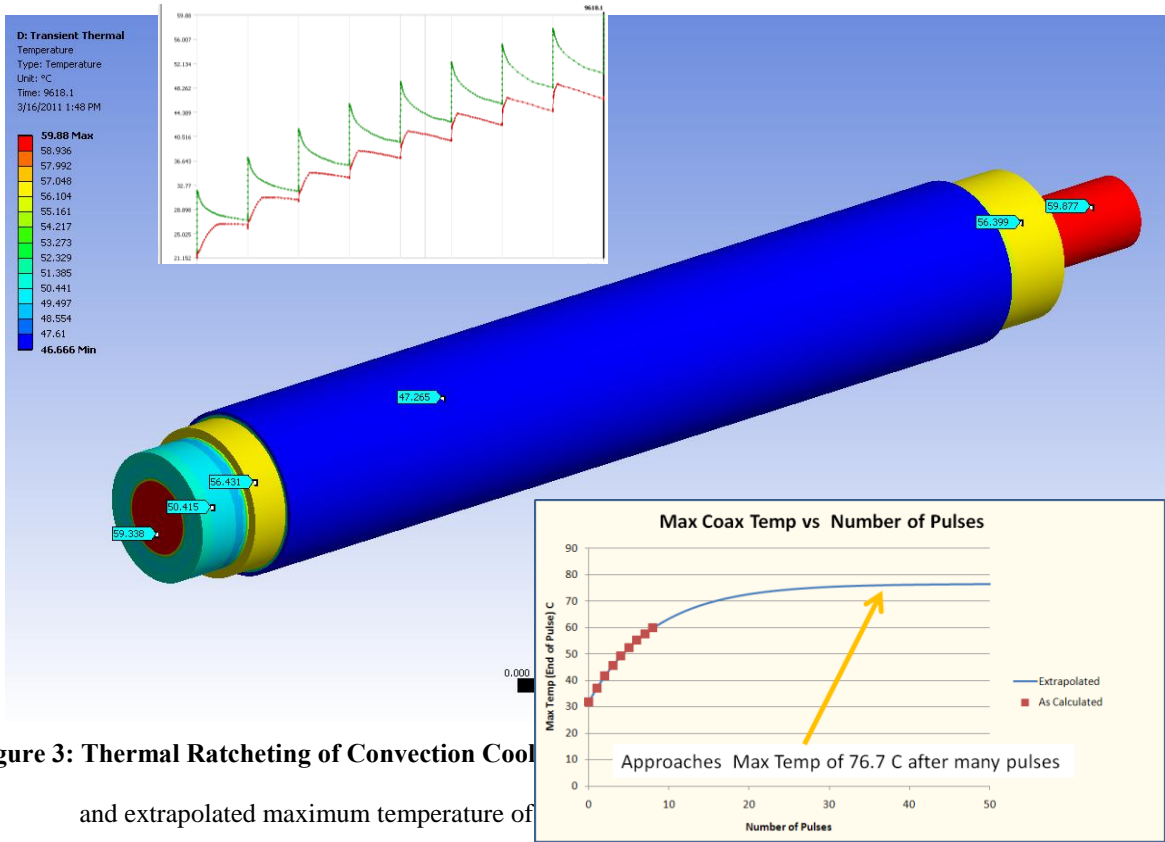 D: Transient Thermal
Temperature
Type: Temperature
Unit: °C
Time: 9618.1
3/16/2011 1:48 PM
59.88 Max
58.936
57.992
57.048
56.104
55.161
54.217
53.273
52.329
51.385
50.441
49.497
48.554
47.61
46.666 Min
9618.1
59.88
56.007
52.134
48.262
44.389
40.516
36.643
32.77
28.898
25.025
21.152
59.877
56.399
47.265
56.431
50.415
59.338
0.000
Max Coax Temp vs Number of Pulses
Max Temp (End of Pulse) C
90
80
70
60
50
40
30
20
10
0
0 10 20 30 40 50
Number of Pulses
Extrapolated
As Calculated
Approaches Max Temp of 76.7 C after many pulses
gure 3: Thermal Ratcheting of Convection Cool
and extrapolated maximum temperature of